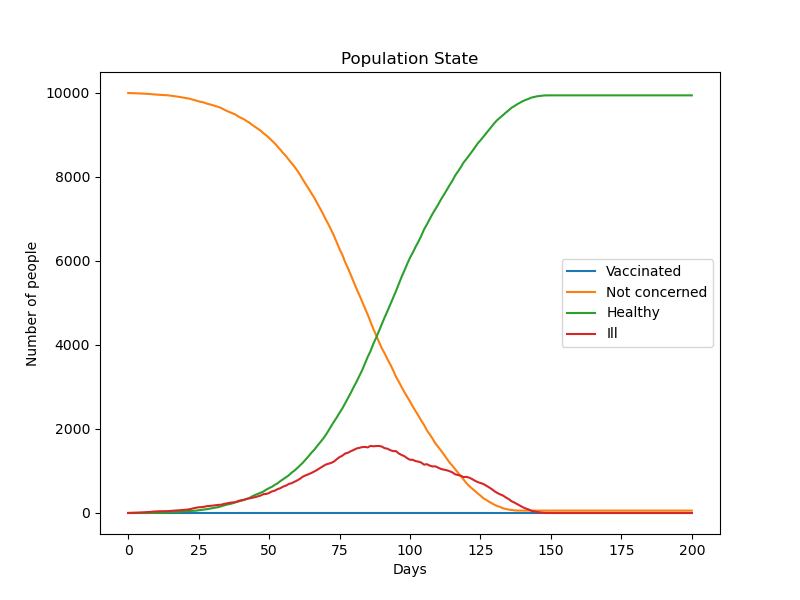 Population State
Number of people
10000
8000
6000
4000
2000
0
Vaccinated
Not concerned
Healthy
Ill
0 25 50 75 100 125 150 175 200
Days